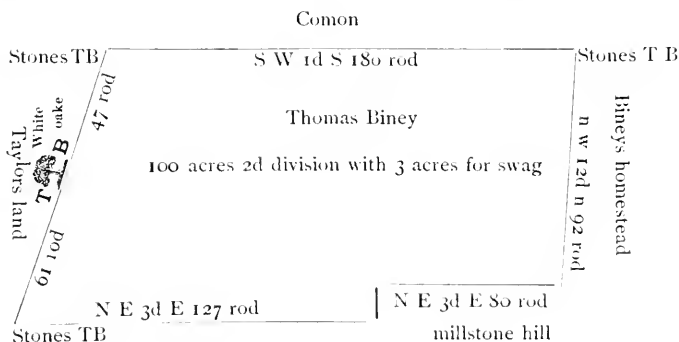 Comon
Stones TB
S W 1d S 180 rod
Stones T B
47 rod
White
oake
T B
Taylors land
61 rod
Thomas Biney
100 acres 2d division with 3 acres for swag
n w 12d n 92 rod
Bineys homestead
N E 3d E 127 rod
N E 3d E 80 rod
Stones TB
millstone hill